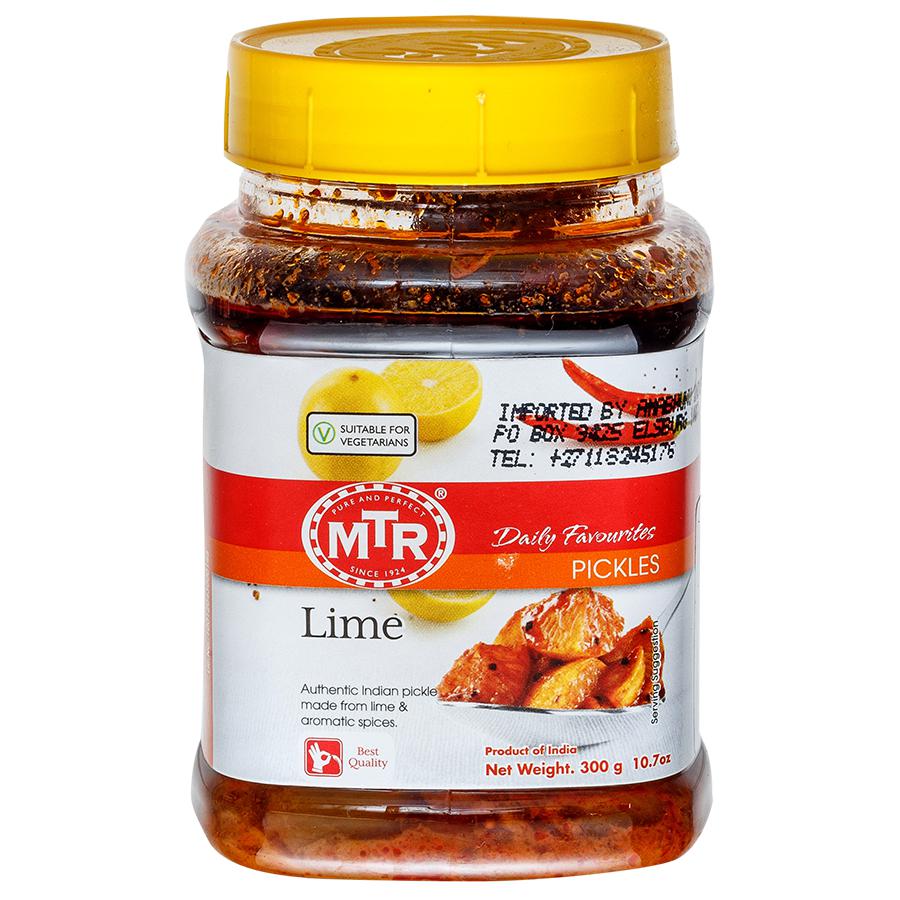 SUITABLE FOR
VEGETARIANS
IMPORTED BY
PO BOX 9425
TEL: +27118245176
PURE AND PERFECT
MTR®
SINCE 1924
Daily Favourites
PICKLES
Lime
Authentic Indian pickle
made from lime &
aromatic spices.
Best
Quality
Serving Suggestion
Product of India
Net Weight. 300 g 10.7oz